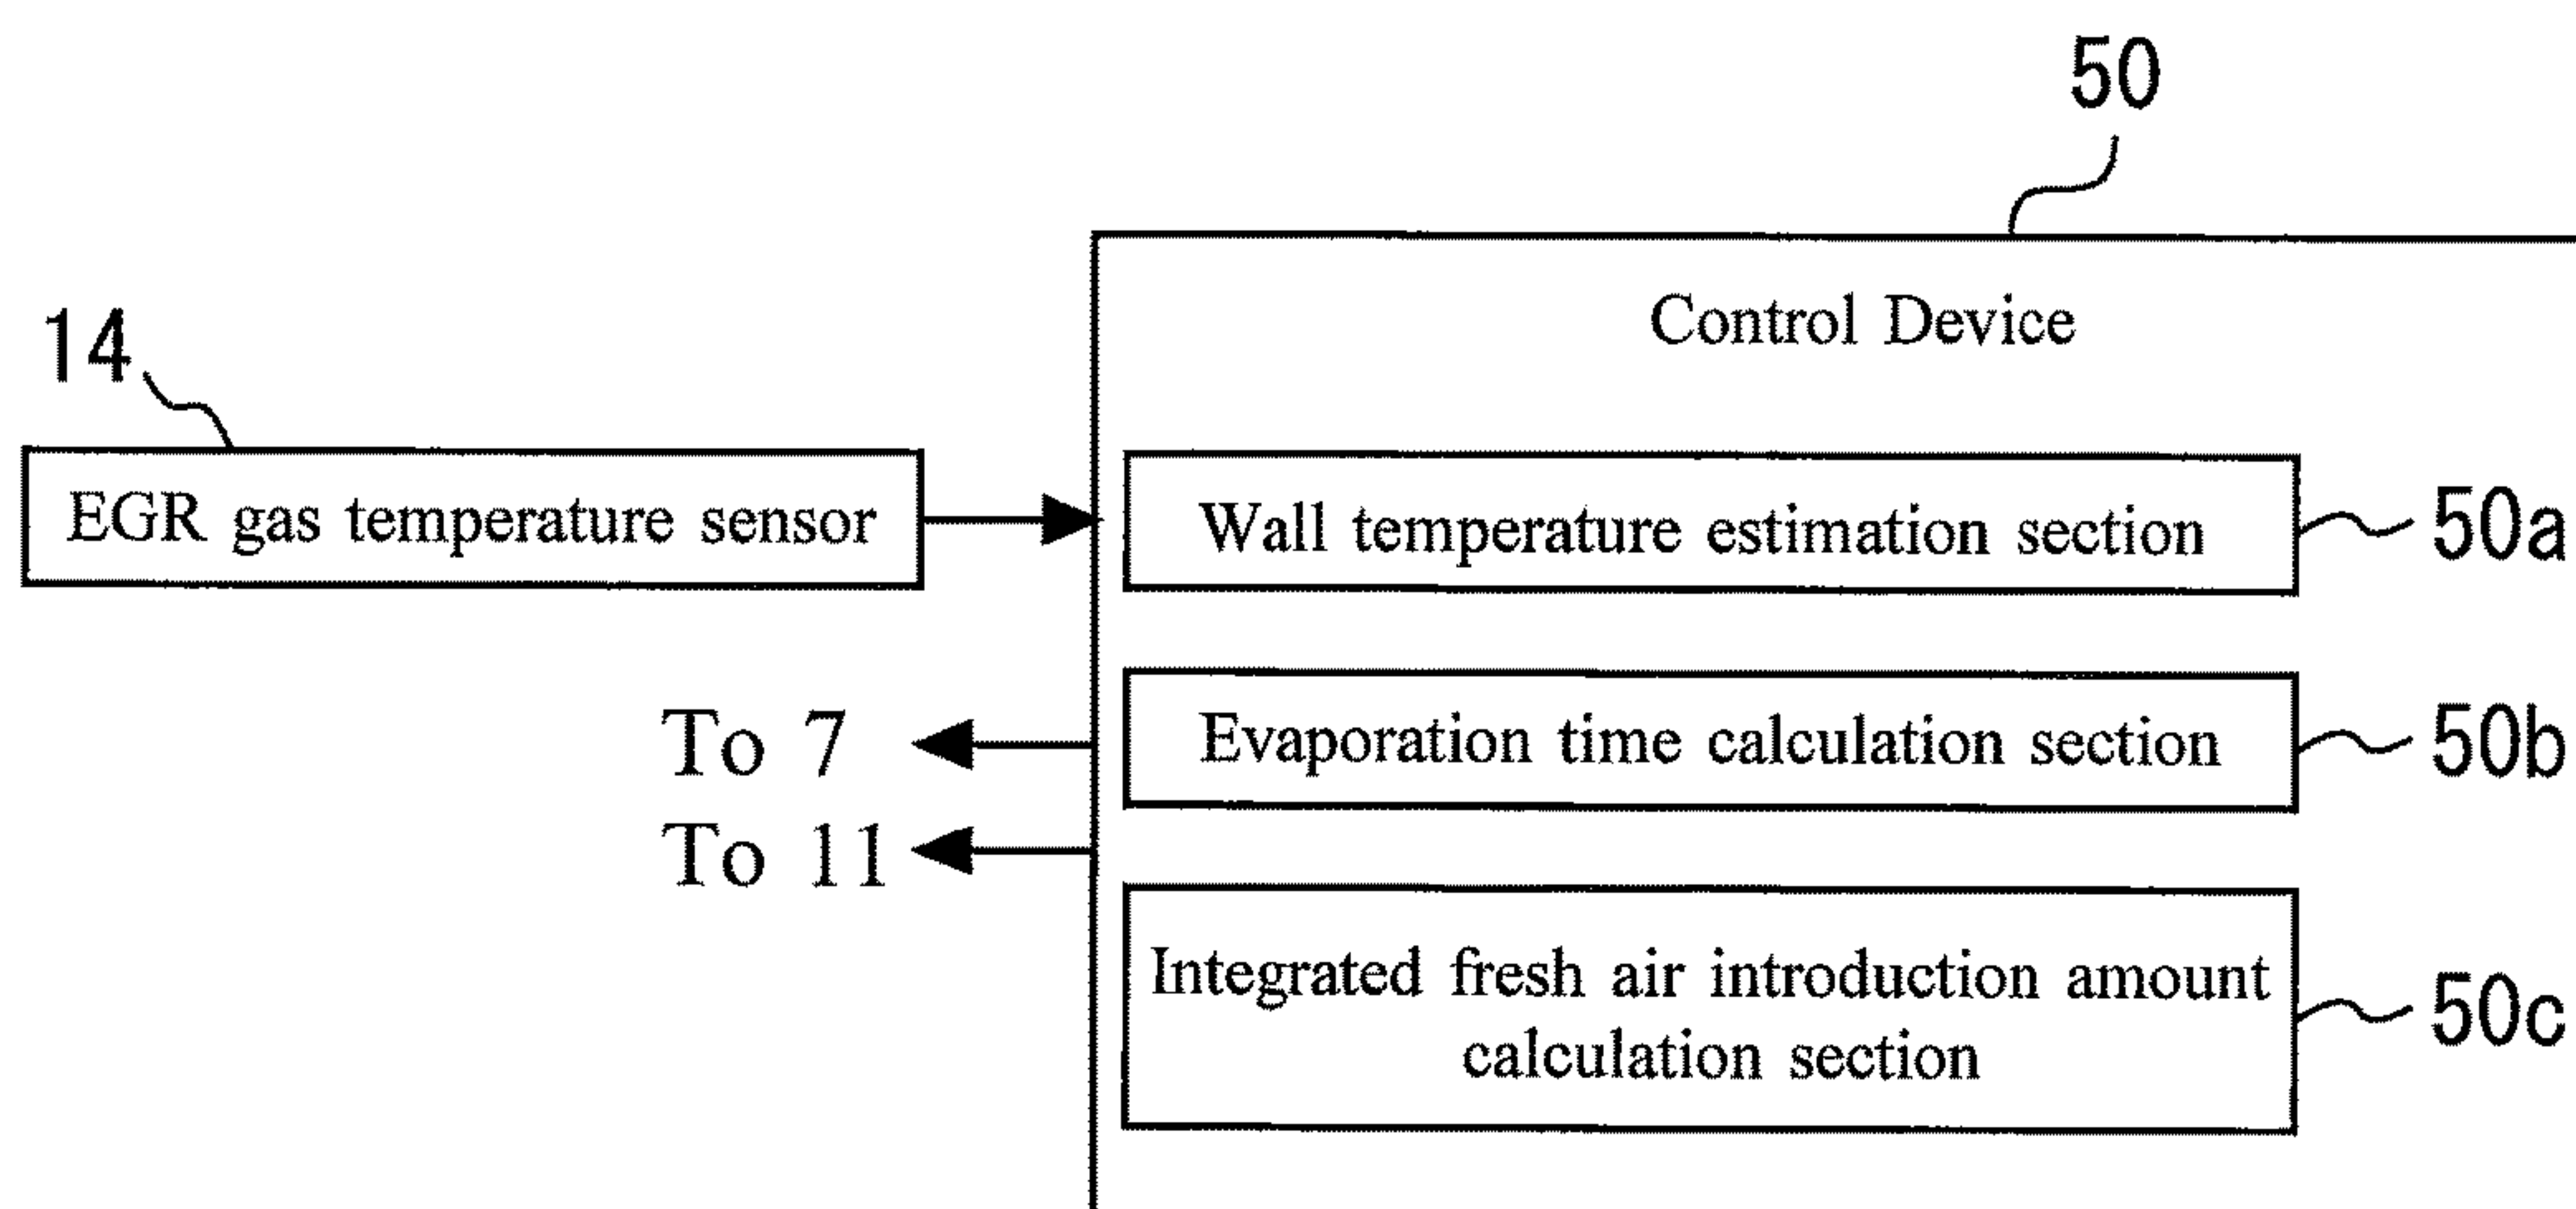 50
Control Device
14
EGR gas temperature sensor
Wall temperature estimation section
50a
To 7
Evaporation time calculation section
50b
To 11
Integrated fresh air introduction amount
calculation section
50c